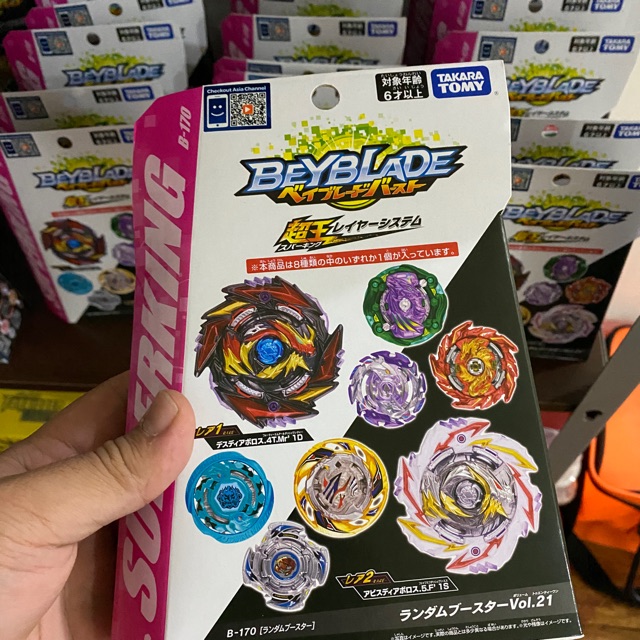 Checkout Asia Channel
対象年齢
6才以上
TAKARA
TOMY
BEYBLADE
ベイブレードバースト
超王レイヤーシステム
スパーキング
※本商品は8種類の中のいずれか1個が入っています。
B-170
SUPERKING
レア1
デスディアボロス.4T.Mr' 1D
レア2
アビスディアボロス.5.F' 1S
B-170 [ランダムブースター]
ランダムブースターVol.21